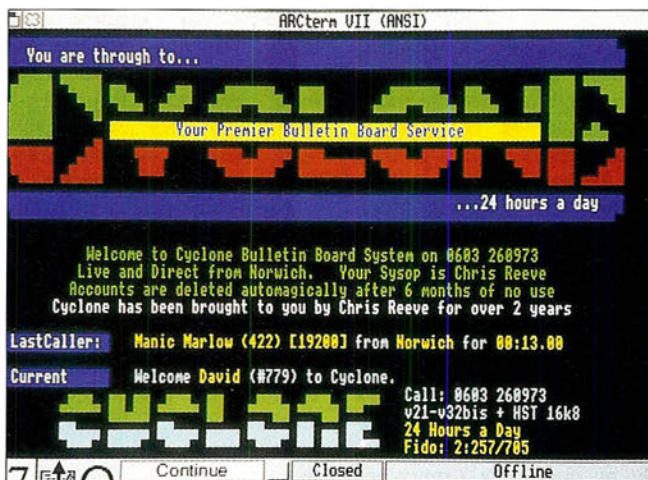 ARCterm VII (ANSI)
You are through to...
CYCLONE
Your Premier Bulletin Board Service
...24 hours a day
Welcome to Cyclone Bulletin Board System on 0603 260973
Live and Direct from Norwich. Your Sysop is Chris Reeve
Accounts are deleted automagically after 6 months of no use
Cyclone has been brought to you by Chris Reeve for over 2 years
LastCaller: Manic Marlow (422) [19200] from Norwich for 00:13.00
Current Welcome David (#779) to Cyclone.
CYCLONE
Call: 0603 260973
v21-v32bis + HST 16k8
24 Hours a Day
Fido: 2:257/705
Continue Closed Offline